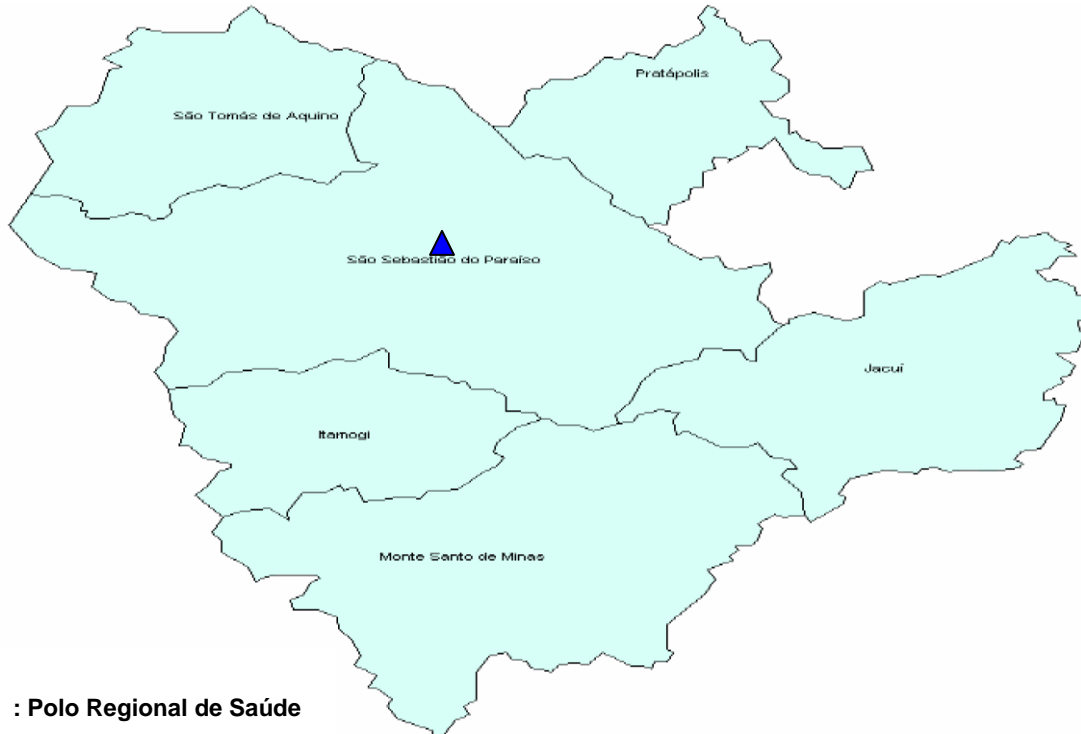 Pratápolis
São Tomás de Aquino
São Sebastião do Paraíso
Jacuí
Itamogi
Monte Santo de Minas
: Polo Regional de Saúde